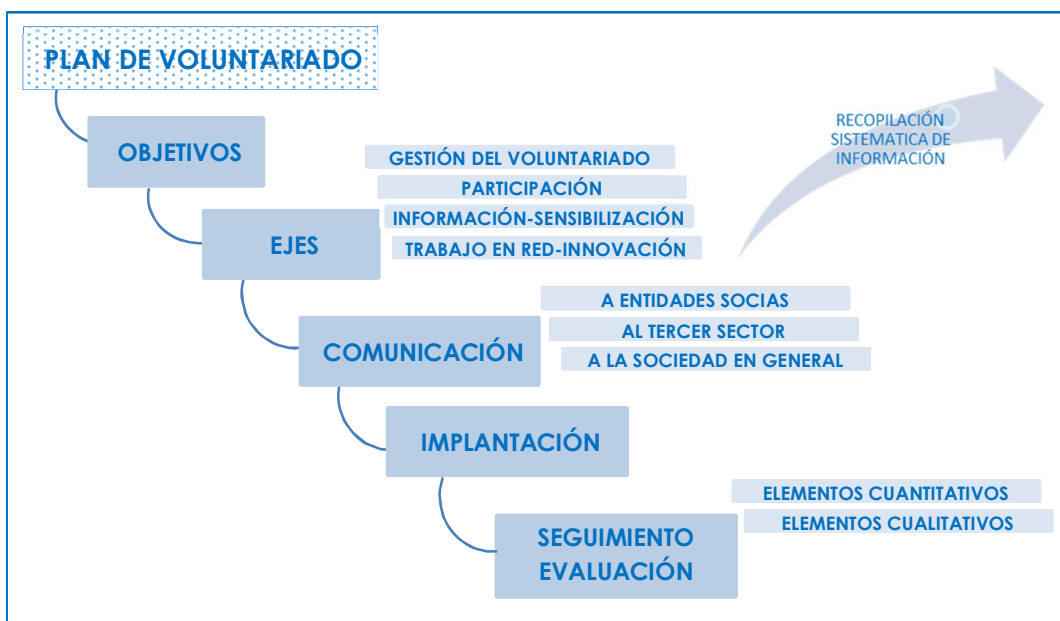 PLAN DE VOLUNTARIADO
OBJETIVOS
GESTIÓN DEL VOLUNTARIADO
PARTICIPACIÓN
INFORMACIÓN-SENSIBILIZACIÓN
TRABAJO EN RED-INNOVACIÓN
EJES
RECOPILACIÓN
SISTEMATICA DE
INFORMACIÓN
COMUNICACIÓN
A ENTIDADES SOCIAS
AL TERCER SECTOR
A LA SOCIEDAD EN GENERAL
IMPLANTACIÓN
SEGUIMIENTO
EVALUACIÓN
ELEMENTOS CUANTITATIVOS
ELEMENTOS CUALITATIVOS